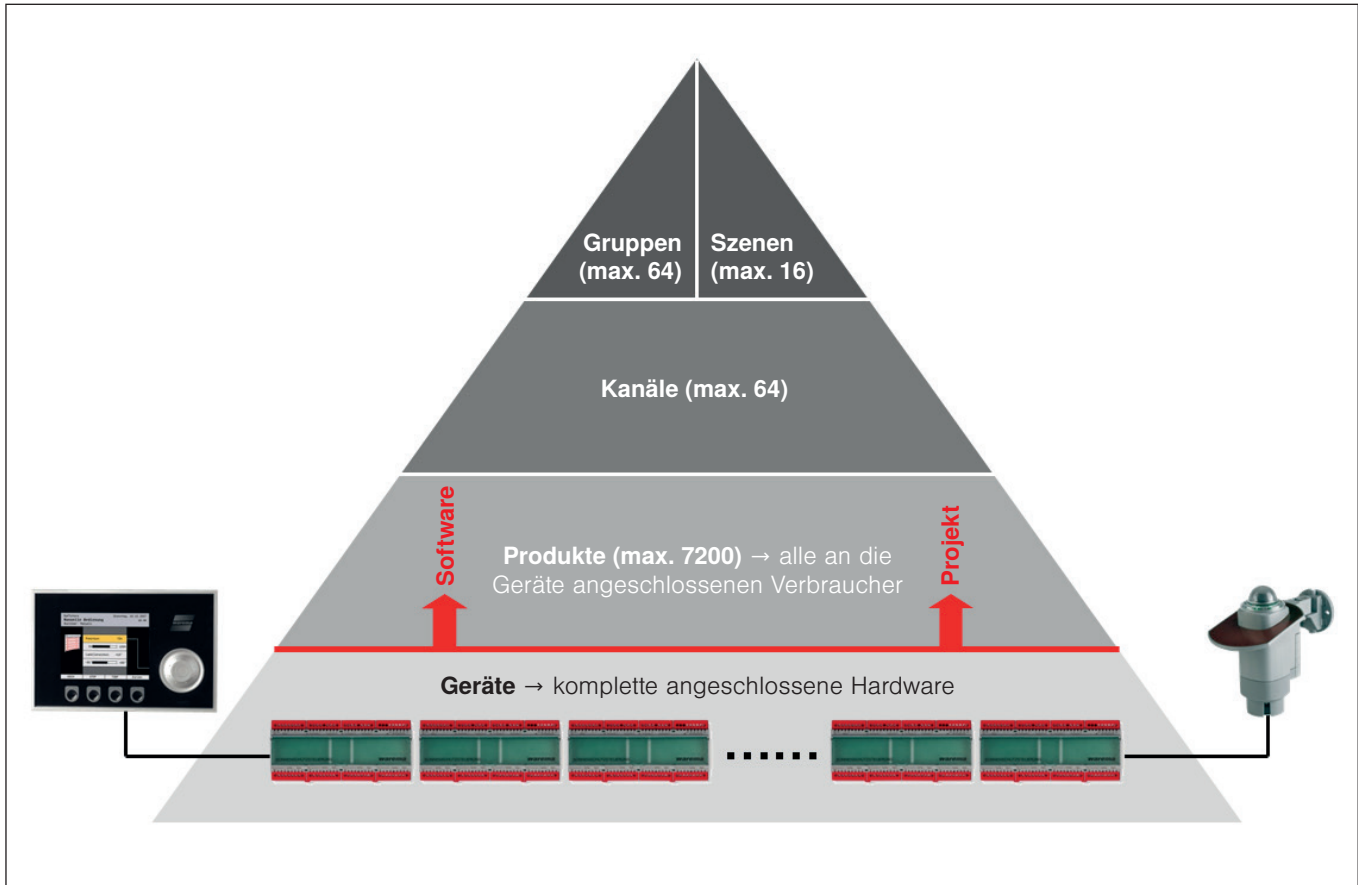 Gruppen
(max. 64)
Szenen
(max. 16)
Kanäle (max. 64)
Software
Projekt
Produkte (max. 7200) → alle an die
Geräte angeschlossenen Verbraucher
Geräte → komplette angeschlossene Hardware